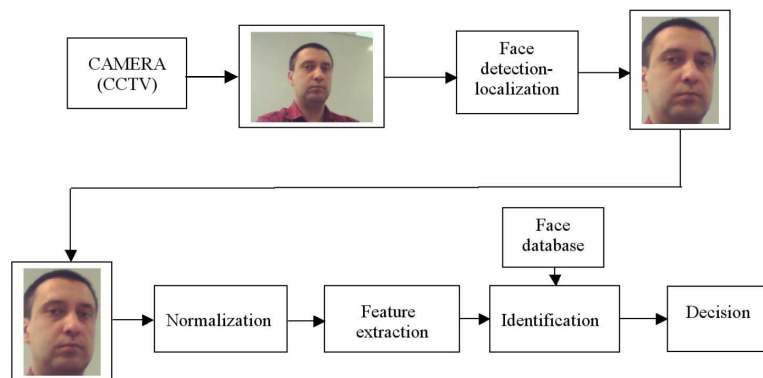 CAMERA
(CCTV)
Face
detection-
localization
Face
database
Normalization
Feature
extraction
Identification
Decision